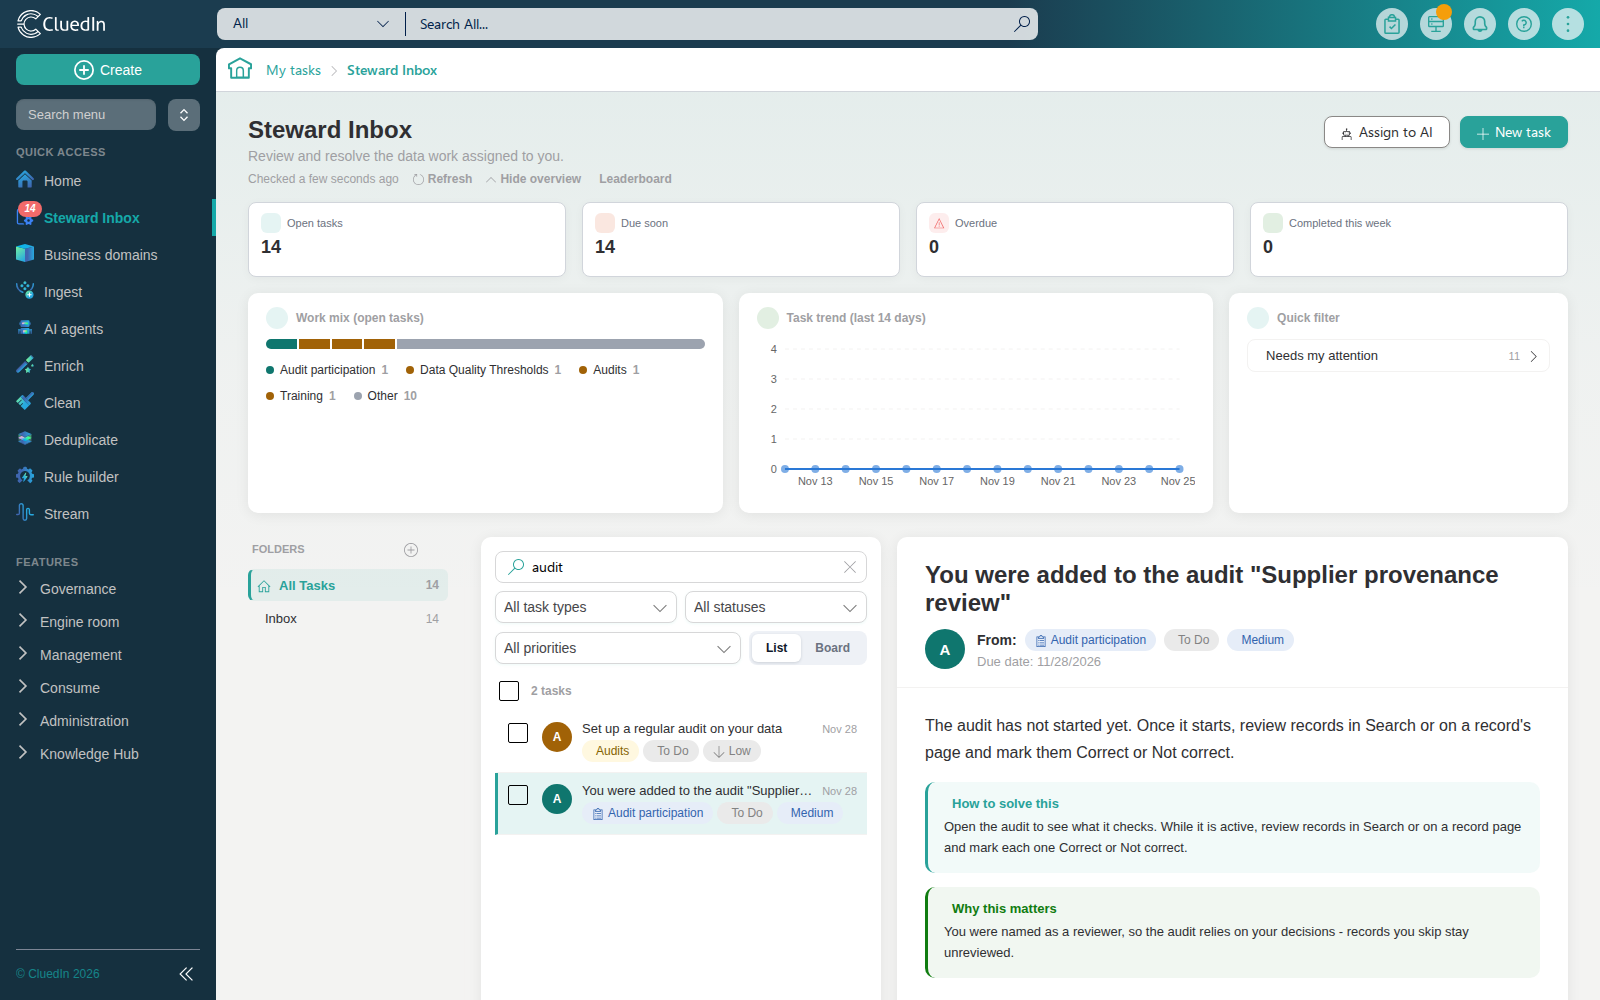 CluedIn
All
Search All...
Create
Search menu
QUICK ACCESS
Home
14
Steward Inbox
Business domains
Ingest
AI agents
Enrich
Clean
Deduplicate
Rule builder
Stream
FEATURES
Governance
Engine room
Management
Consume
Administration
Knowledge Hub
© CluedIn 2026
My tasks
Steward Inbox
Steward Inbox
Review and resolve the data work assigned to you.
Checked a few seconds ago Refresh Hide overview Leaderboard
Assign to AI
New task
Open tasks
14
Due soon
14
Overdue
0
Completed this week
0
Work mix (open tasks)
Audit participation 1 Data Quality Thresholds 1 Audits 1
Training 1 Other 10
Task trend (last 14 days)
4
3
2
1
0
Nov 13 Nov 15 Nov 17 Nov 19 Nov 21 Nov 23 Nov 25
Quick filter
Needs my attention 11
FOLDERS
All Tasks 14
Inbox 14
audit
All task types
All statuses
All priorities
List Board
2 tasks
A
Set up a regular audit on your data Nov 28
Audits To Do Low
A
You were added to the audit "Supplier... Nov 28
Audit participation To Do Medium
You were added to the audit "Supplier provenance
review"
A
From: Audit participation To Do Medium
Due date: 11/28/2026
The audit has not started yet. Once it starts, review records in Search or on a record's
page and mark them Correct or Not correct.
How to solve this
Open the audit to see what it checks. While it is active, review records in Search or on a record page
and mark each one Correct or Not correct.
Why this matters
You were named as a reviewer, so the audit relies on your decisions - records you skip stay
unreviewed.